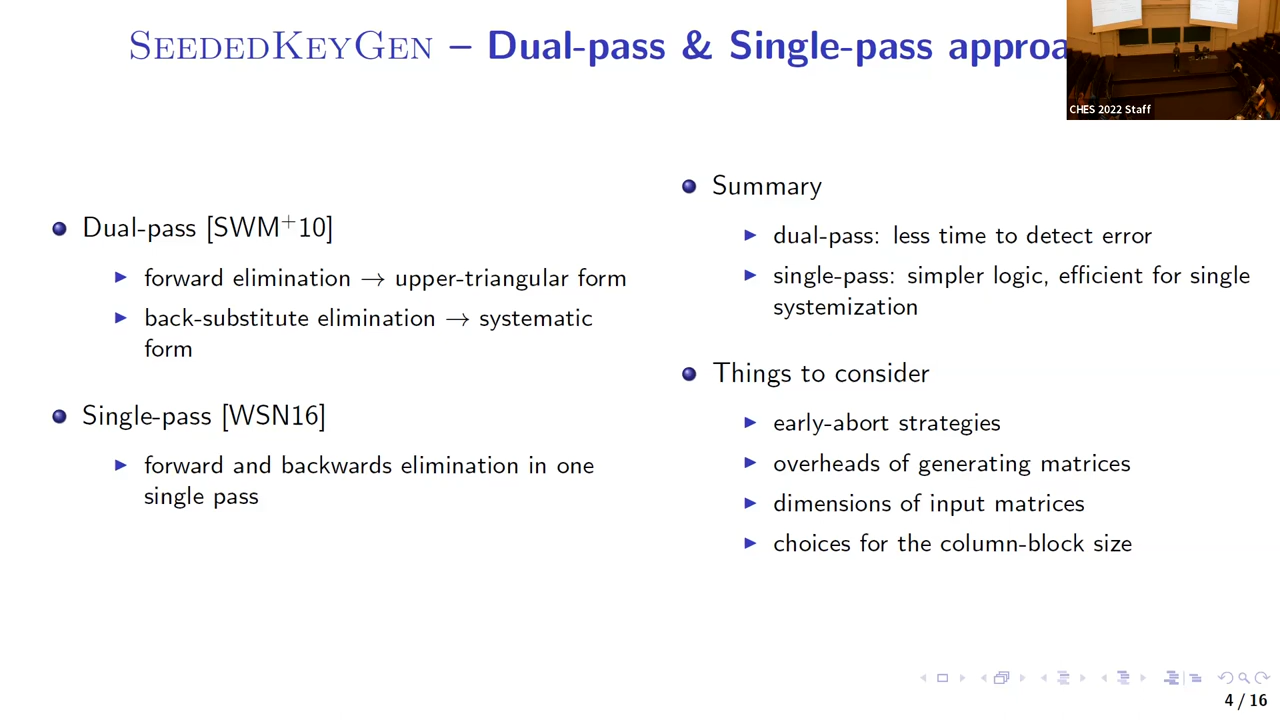 SEEDEDKEYGEN – Dual-pass & Single-pass
CHES 2022 Staff
Dual-pass [SWM+10]
forward elimination → upper-triangular form
back-substitute elimination → systematic
form
Single-pass [WSN16]
forward and backwards elimination in one
single pass
Summary
dual-pass: less time to detect error
single-pass: simpler logic, efficient for single
systemization
Things to consider
early-abort strategies
overheads of generating matrices
dimensions of input matrices
choices for the column-block size
4 / 16